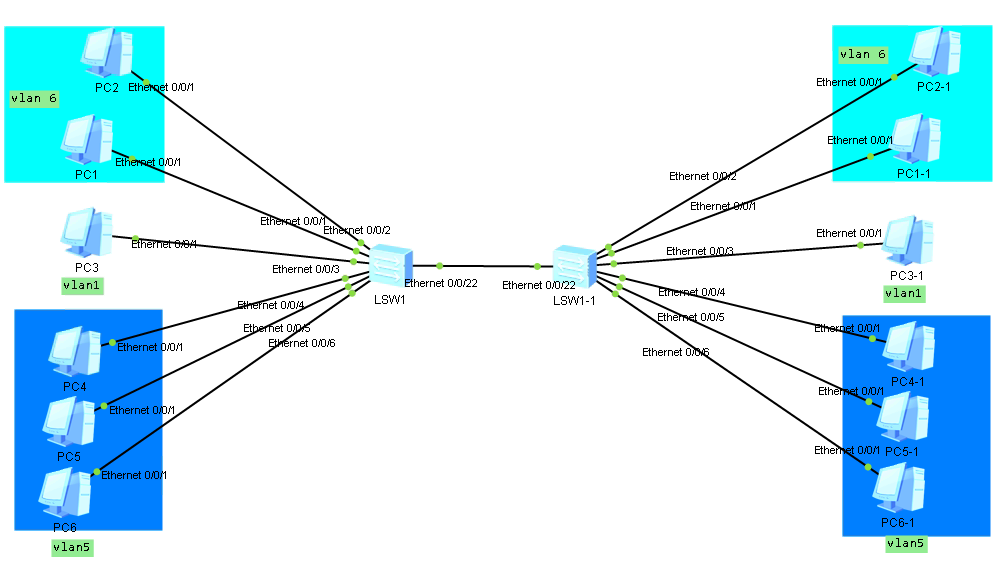 PC2
Ethernet 0/0/1
vlan 6
PC1
Ethernet 0/0/1
PC3
Ethernet 0/0/1
vlan1
Ethernet 0/0/1
Ethernet 0/0/2
Ethernet 0/0/3
Ethernet 0/0/4
Ethernet 0/0/5
Ethernet 0/0/6
LSW1
Ethernet 0/0/22
PC4
Ethernet 0/0/1
PC5
Ethernet 0/0/1
PC6
Ethernet 0/0/1
vlan5
Ethernet 0/0/22
LSW1-1
Ethernet 0/0/2
Ethernet 0/0/1
Ethernet 0/0/3
Ethernet 0/0/4
Ethernet 0/0/5
Ethernet 0/0/6
vlan 6
Ethernet 0/0/1
PC2-1
Ethernet 0/0/1
PC1-1
Ethernet 0/0/1
PC3-1
vlan1
Ethernet 0/0/1
PC4-1
Ethernet 0/0/1
PC5-1
Ethernet 0/0/1
PC6-1
vlan5